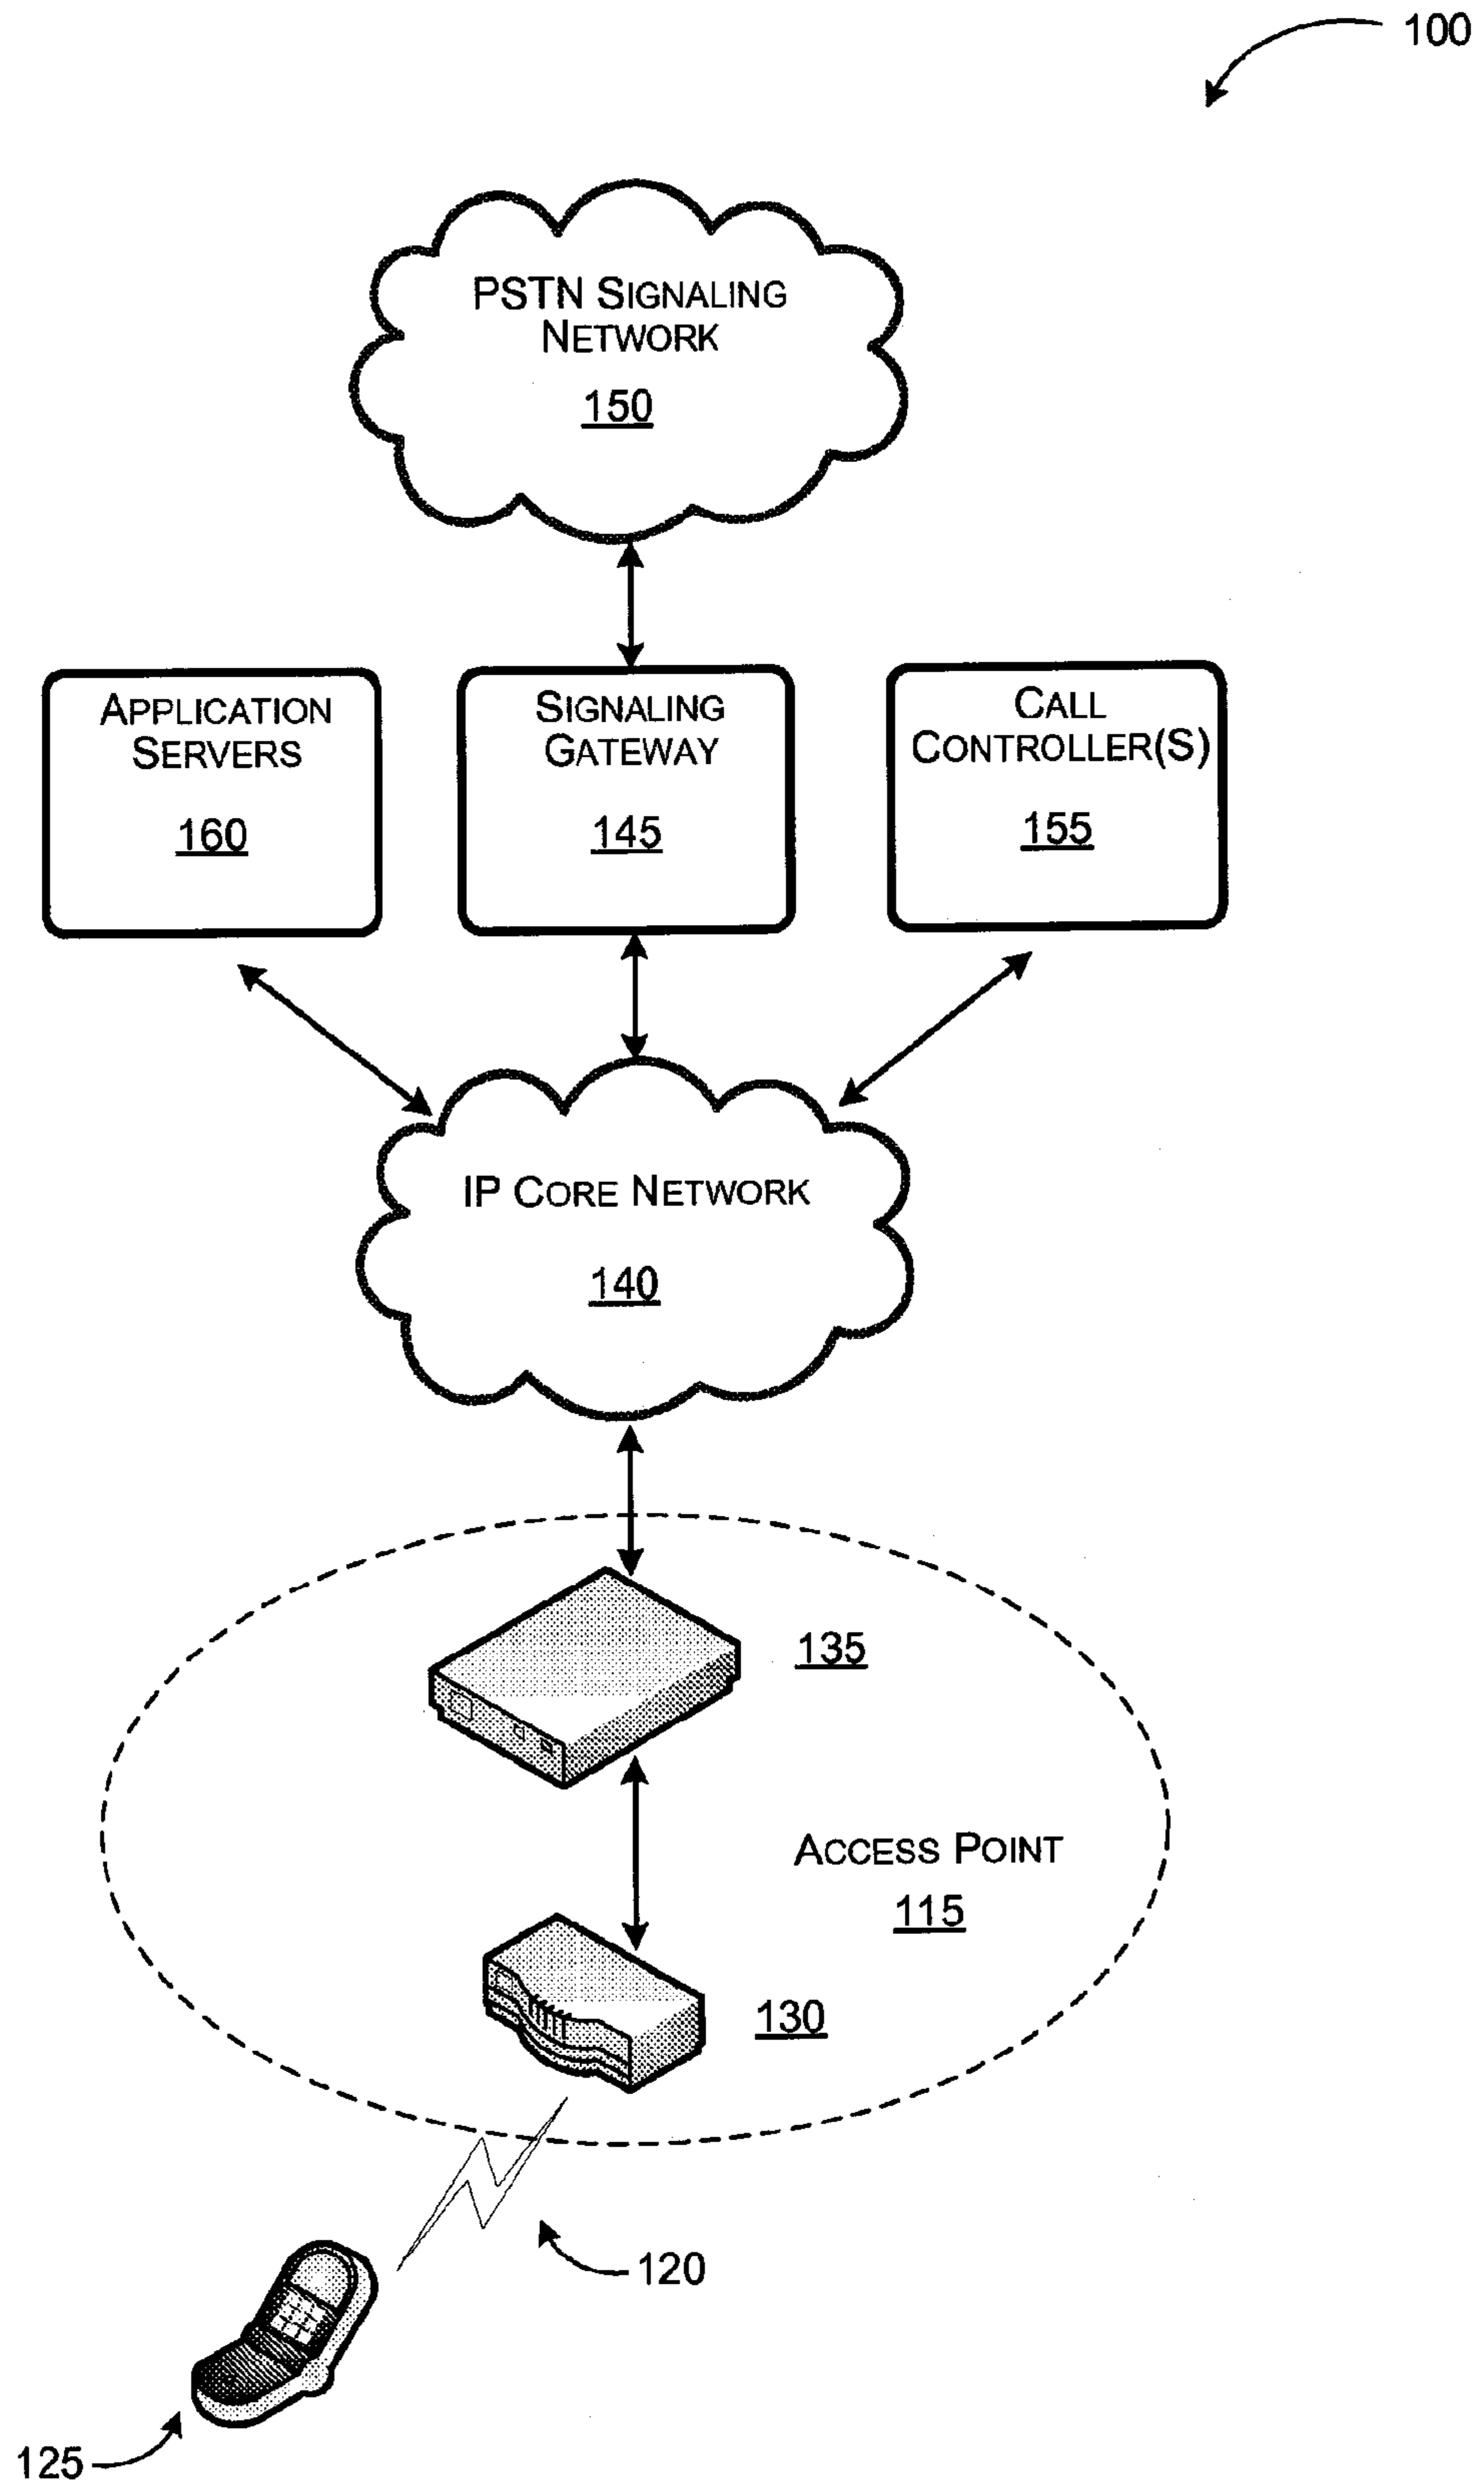 100
PSTN SIGNALING
NETWORK
150
APPLICATION
SERVERS
160
SIGNALING
GATEWAY
145
CALL
CONTROLLER(S)
155
IP CORE NETWORK
140
135
ACCESS POINT
115
130
120
125